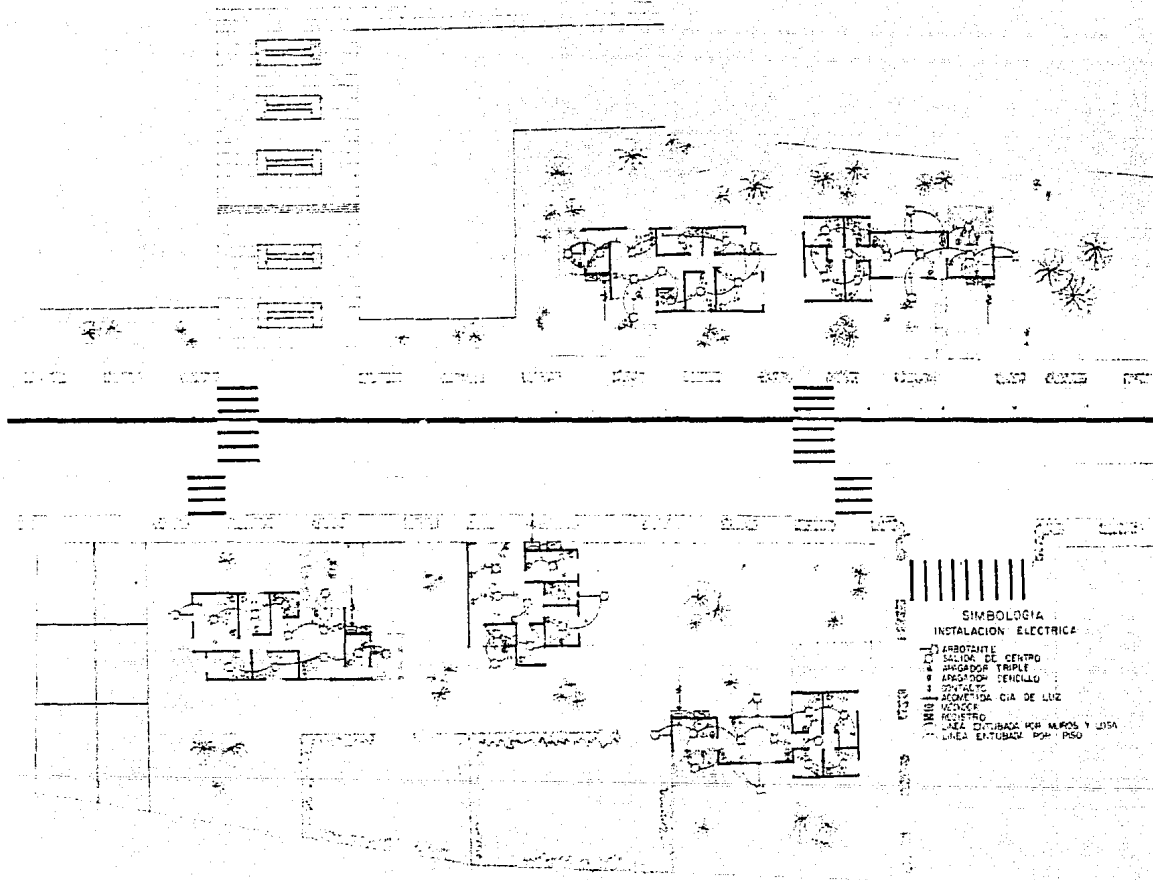 SIMBOLOGIA
INSTALACION ELECTRICA
ARBOTANTE
SALIDA DE CENTRO
APAGADOR TRIPLE
APAGADOR SENCILLO
CONTACTO
ACOMETIDA CIA DE LUZ
MEDIDOR
REGISTRO
LINEA ENTUBADA POR MUROS Y LOSA
LINEA ENTUBADA POR PISO